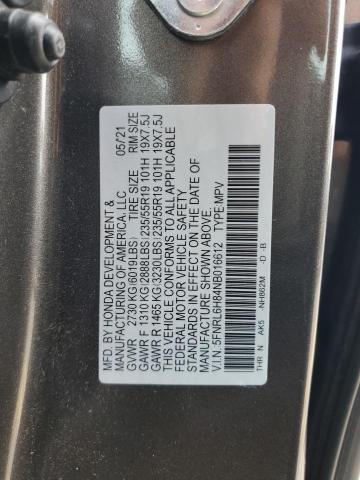 MFD. BY HONDA DEVELOPMENT &
MANUFACTURING OF AMERICA, LLC 05/'21
GVWR 2730 KG(6019LBS) TIRE SIZE RIM SIZE
GAWR F 1310 KG(2888LBS)235/55R19 101H 19X7.5J
GAWR R 1465 KG(3230LBS)235/55R19 101H 19X7.5J
THIS VEHICLE CONFORMS TO ALL APPLICABLE
FEDERAL MOTOR VEHICLE SAFETY
STANDARDS IN EFFECT ON THE DATE OF
MANUFACTURE SHOWN ABOVE.
V.I.N.: 5FNRL6H84NB016612 TYPE:MPV
THR N AK5 -NH862M -D -B